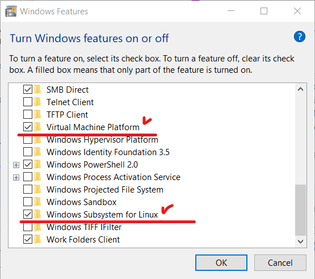 Windows Features
Turn Windows features on or off
To turn a feature on, select its check box. To turn a feature off, clear its check box. A filled box means that only part of the feature is turned on.
SMB Direct
Telnet Client
TFTP Client
Virtual Machine Platform
Windows Hypervisor Platform
Windows Identity Foundation 3.5
Windows PowerShell 2.0
Windows Process Activation Service
Windows Projected File System
Windows Sandbox
Windows Subsystem for Linux
Windows TIFF IFilter
Work Folders Client
OK
Cancel